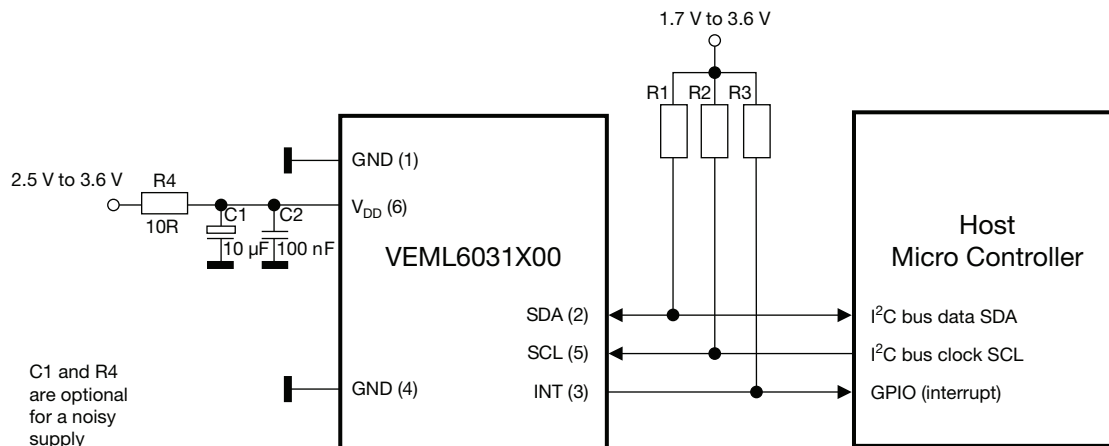 1.7 V to 3.6 V
R1
R2
R3
GND (1)
2.5 V to 3.6 V
R4
10R
C1
10 µF
C2
100 nF
V_DD (6)
VEML6031X00
Host
Micro Controller
SDA (2)
I²C bus data SDA
SCL (5)
I²C bus clock SCL
GND (4)
INT (3)
GPIO (interrupt)
C1 and R4
are optional
for a noisy
supply